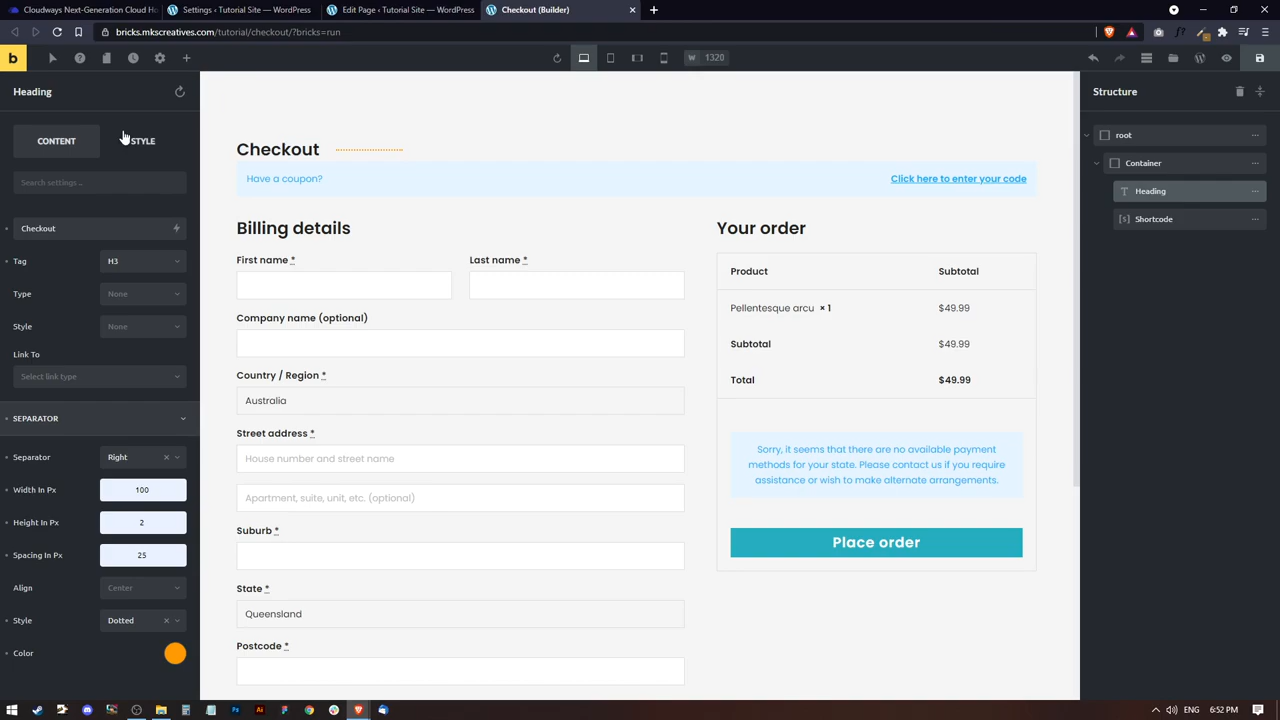 Cloudways Next-Generation Cloud H
Settings ‹ Tutorial Site — WordPress
Edit Page ‹ Tutorial Site — WordPress
Checkout (Builder)
bricks.mkscreatives.com/tutorial/checkout/?bricks=run
b
W 1320
Heading
Structure
CONTENT
STYLE
Search settings ..
Checkout
Tag H3
Type None
Style None
Link To
Select link type
SEPARATOR
Separator Right
Width In Px 100
Height In Px 2
Spacing In Px 25
Align Center
Style Dotted
Color
Checkout
Have a coupon? Click here to enter your code
Billing details
First name *
Last name *
Company name (optional)
Country / Region *
Australia
Street address *
House number and street name
Apartment, suite, unit, etc. (optional)
Suburb *
State *
Queensland
Postcode *
Your order
Product Subtotal
Pellentesque arcu × 1 $49.99
Subtotal $49.99
Total $49.99
Sorry, it seems that there are no available payment
methods for your state. Please contact us if you require
assistance or wish to make alternate arrangements.
Place order
root
Container
Heading
Shortcode
6:52 PM